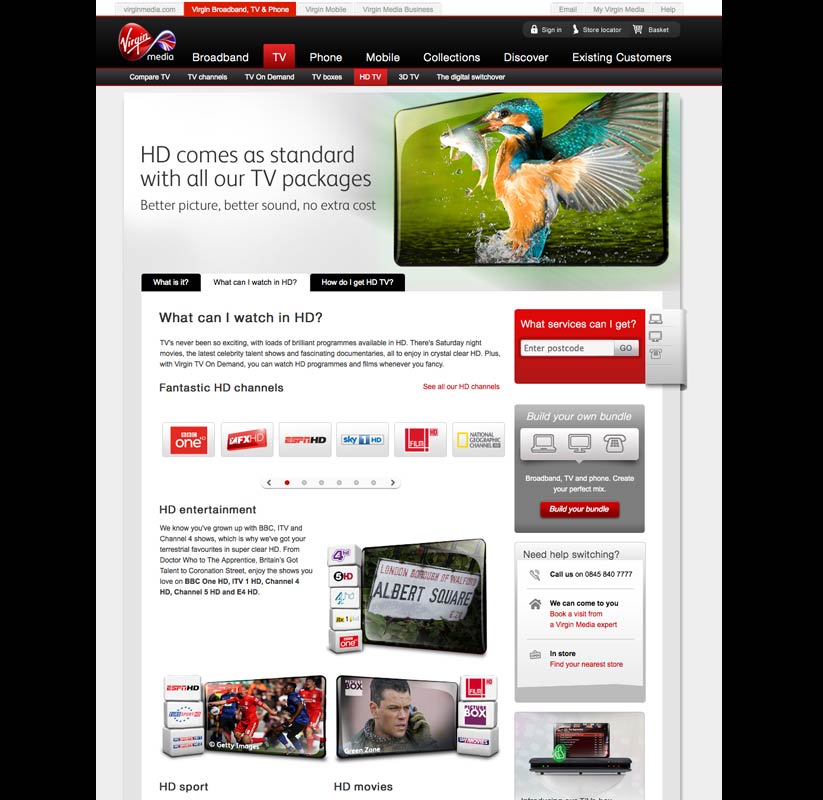 virginmedia.com
Virgin Broadband, TV & Phone
Virgin Mobile
Virgin Media Business
Email
My Virgin Media
Help
Virgin media
Sign in
Store locator
Basket
Broadband
TV
Phone
Mobile
Collections
Discover
Existing Customers
Compare TV
TV channels
TV On Demand
TV boxes
HD TV
3D TV
The digital switchover
HD comes as standard
with all our TV packages
Better picture, better sound, no extra cost
What is it?
What can I watch in HD?
How do I get HD TV?
What can I watch in HD?
TV's never been so exciting, with loads of brilliant programmes available in HD. There's Saturday night
movies, the latest celebrity talent shows and fascinating documentaries, all to enjoy in crystal clear HD. Plus,
with Virgin TV On Demand, you can watch HD programmes and films whenever you fancy.
Fantastic HD channels
See all our HD channels
BBC one HD
FX HD
ESPN HD
sky 1 HD
FILM4 HD
NATIONAL GEOGRAPHIC CHANNEL HD
HD entertainment
We know you've grown up with BBC, ITV and
Channel 4 shows, which is why we've got your
terrestrial favourites in super clear HD. From
Doctor Who to The Apprentice, Britain's Got
Talent to Coronation Street, enjoy the shows you
love on BBC One HD, ITV 1 HD, Channel 4
HD, Channel 5 HD and E4 HD.
4HD
5HD
4HD
itv 1 HD
BBC one
LONDON BOROUGH OF WALFORD
ALBERT SQUARE
E.20
ESPN HD
EUROSPORT HD
© Getty Images
PICTURE BOX
Green Zone
FILM4 HD
PICTURE BOX
HD sport
HD movies
What services can I get?
Enter postcode
GO
Build your own bundle
Broadband, TV and phone. Create
your perfect mix.
Build your bundle
Need help switching?
Call us on 0845 840 7777
We can come to you
Book a visit from
a Virgin Media expert
In store
Find your nearest store